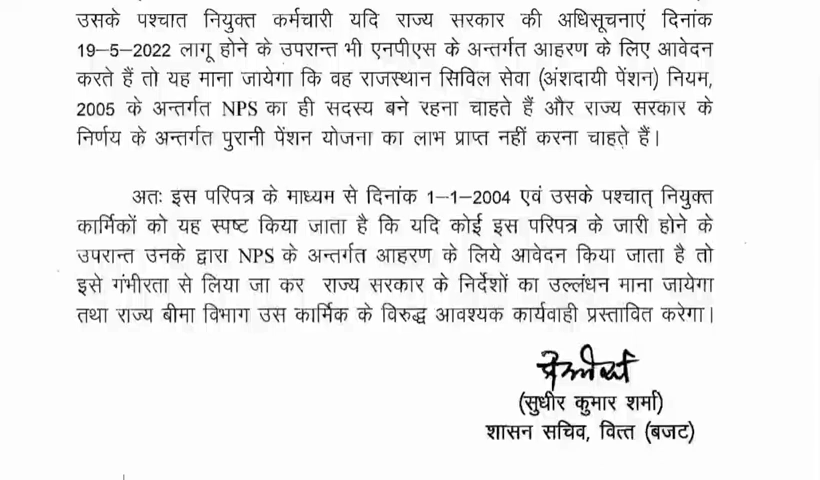 उसके पश्चात नियुक्त कर्मचारी यदि राज्य सरकार की अधिसूचनाएं दिनांक
19–5–2022 लागू होने के उपरान्त भी एनपीएस के अन्तर्गत आहरण के लिए आवेदन
करते हैं तो यह माना जायेगा कि वह राजस्थान सिविल सेवा (अंशदायी पेंशन) नियम,
2005 के अन्तर्गत NPS का ही सदस्य बने रहना चाहते हैं और राज्य सरकार के
निर्णय के अन्तर्गत पुरानी पेंशन योजना का लाभ प्राप्त नहीं करना चाहते हैं।
अतः इस परिपत्र के माध्यम से दिनांक 1–1–2004 एवं उसके पश्चात् नियुक्त
कार्मिकों को यह स्पष्ट किया जाता है कि यदि कोई इस परिपत्र के जारी होने के
उपरान्त उनके द्वारा NPS के अन्तर्गत आहरण के लिये आवेदन किया जाता है तो
इसे गंभीरता से लिया जा कर राज्य सरकार के निर्देशों का उल्लंघन माना जायेगा
तथा राज्य बीमा विभाग उस कार्मिक के विरुद्ध आवश्यक कार्यवाही प्रस्तावित करेगा।
(सुधीर कुमार शर्मा)
शासन सचिव, वित्त (बजट)